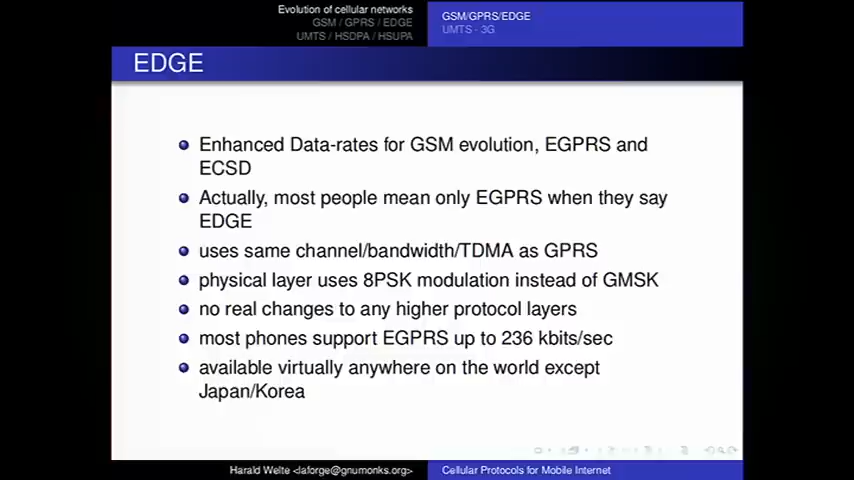 Evolution of cellular networks
GSM / GPRS / EDGE
UMTS / HSDPA / HSUPA
GSM/GPRS/EDGE
UMTS - 3G
EDGE
Enhanced Data-rates for GSM evolution, EGPRS and
ECSD
Actually, most people mean only EGPRS when they say
EDGE
uses same channel/bandwidth/TDMA as GPRS
physical layer uses 8PSK modulation instead of GMSK
no real changes to any higher protocol layers
most phones support EGPRS up to 236 kbits/sec
available virtually anywhere on the world except
Japan/Korea
Harald Welte <laforge@gnumonks.org>
Cellular Protocols for Mobile Internet